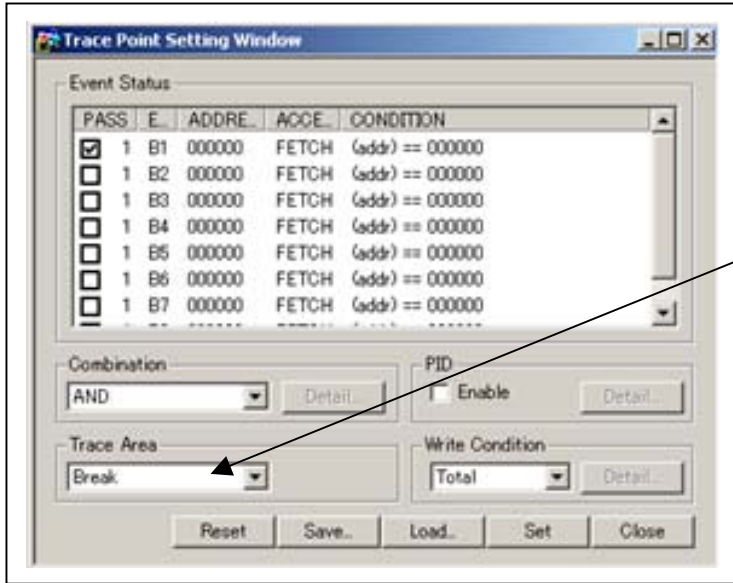 Trace Point Setting Window
Event Status
PASS E.. ADDRE.. ACCE.. CONDITION
1 B1 000000 FETCH (addr) == 000000
1 B2 000000 FETCH (addr) == 000000
1 B3 000000 FETCH (addr) == 000000
1 B4 000000 FETCH (addr) == 000000
1 B5 000000 FETCH (addr) == 000000
1 B6 000000 FETCH (addr) == 000000
1 B7 000000 FETCH (addr) == 000000
Combination PID
AND Detail... Enable Detail...
Trace Area Write Condition
Break Total Detail...
Reset Save.. Load.. Set Close